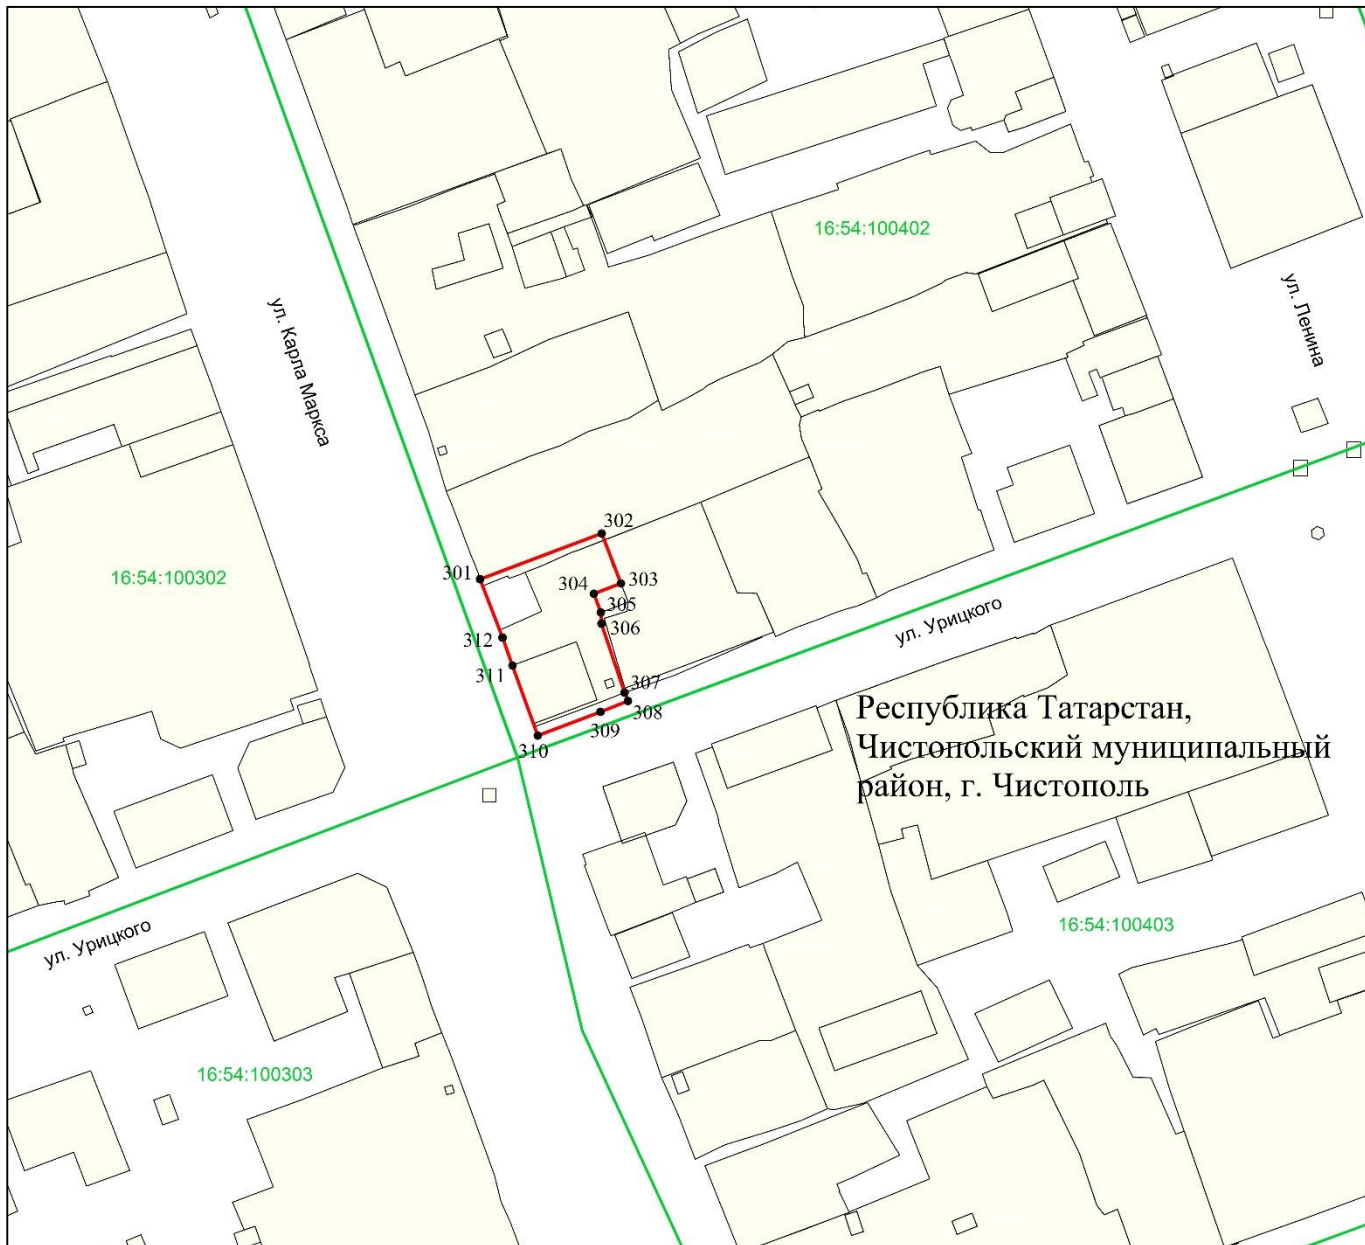 16:54:100402
ул. Ленина
ул. Карла Маркса
302
301
304
303
16:54:100302
305
306
312
ул. Урицкого
311
307
308
309
310
Республика Татарстан,
Чистопольский муниципальный
район, г. Чистополь
ул. Урицкого
16:54:100403
16:54:100303